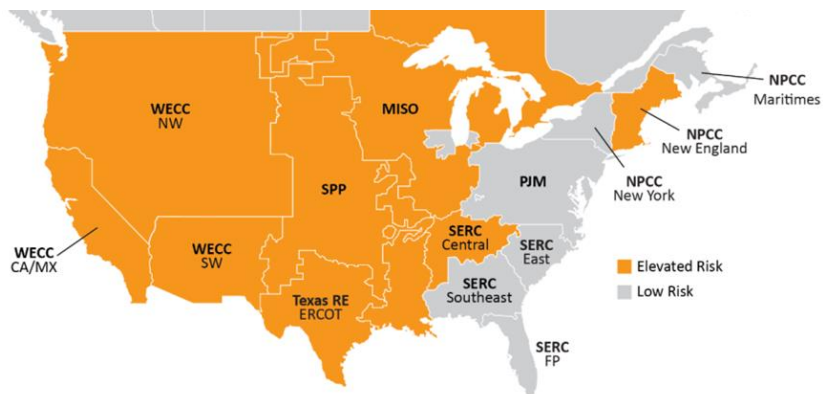 WECC
NW
MISO
NPCC
Maritimes
NPCC
New England
SPP
PJM
NPCC
New York
WECC
CA/MX
WECC
SW
SERC
Central
SERC
East
Texas RE
ERCOT
SERC
Southeast
SERC
FP
Elevated Risk
Low Risk